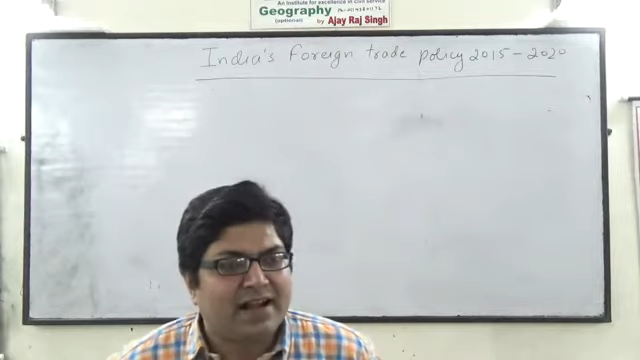 An Institute for excellence in civil service
Geography
(optional) by Ajay Raj Singh
India's Foreign trade policy 2015 - 2020